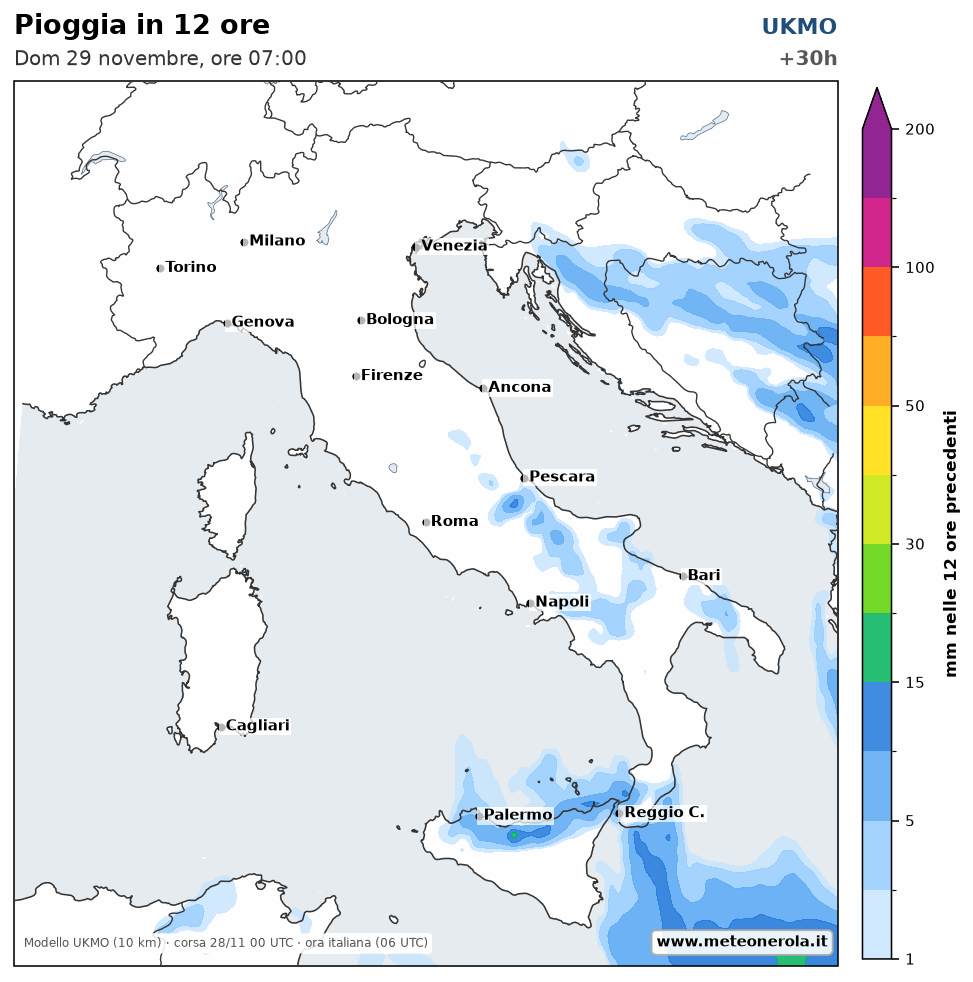 Pioggia in 12 ore
UKMO
Dom 29 novembre, ore 07:00
+30h
200
100
50
30
15
5
1
mm nelle 12 ore precedenti
Milano
Venezia
Torino
Genova
Bologna
Firenze
Ancona
Pescara
Roma
Bari
Napoli
Cagliari
Palermo
Reggio C.
Modello UKMO (10 km) · corsa 28/11 00 UTC · ora italiana (06 UTC)
www.meteonerola.it